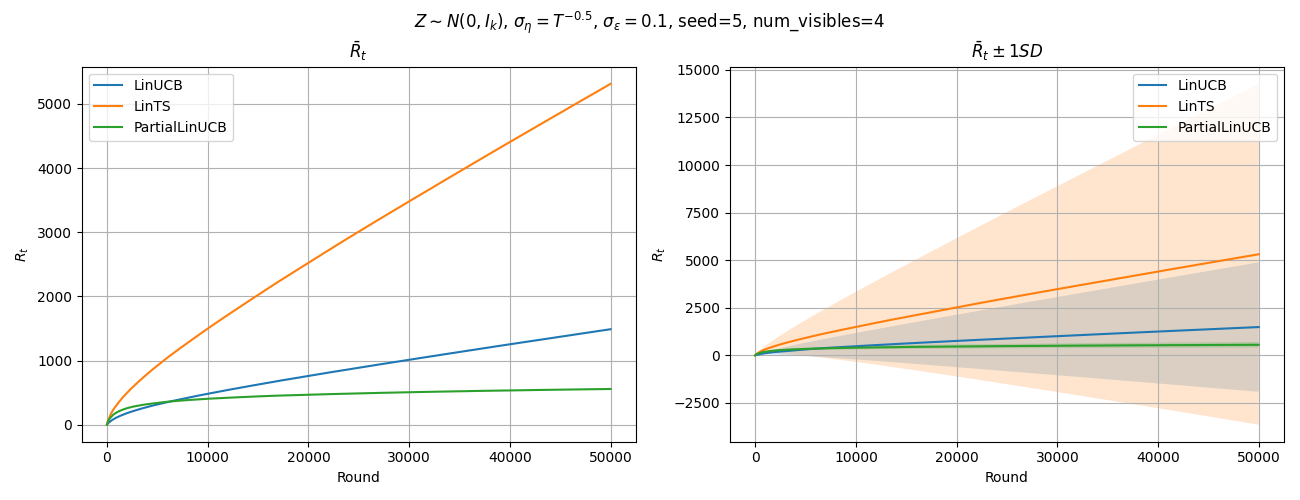 Z ~ N(0, I_k), σ_η = T^{-0.5}, σ_ε = 0.1, seed=5, num_visibles=4
R̄_t
LinUCB
LinTS
PartialLinUCB
5000
4000
3000
2000
1000
0
R_t
0 10000 20000 30000 40000 50000
Round
R̄_t ± 1SD
LinUCB
LinTS
PartialLinUCB
15000
12500
10000
7500
5000
2500
0
−2500
R_t
0 10000 20000 30000 40000 50000
Round